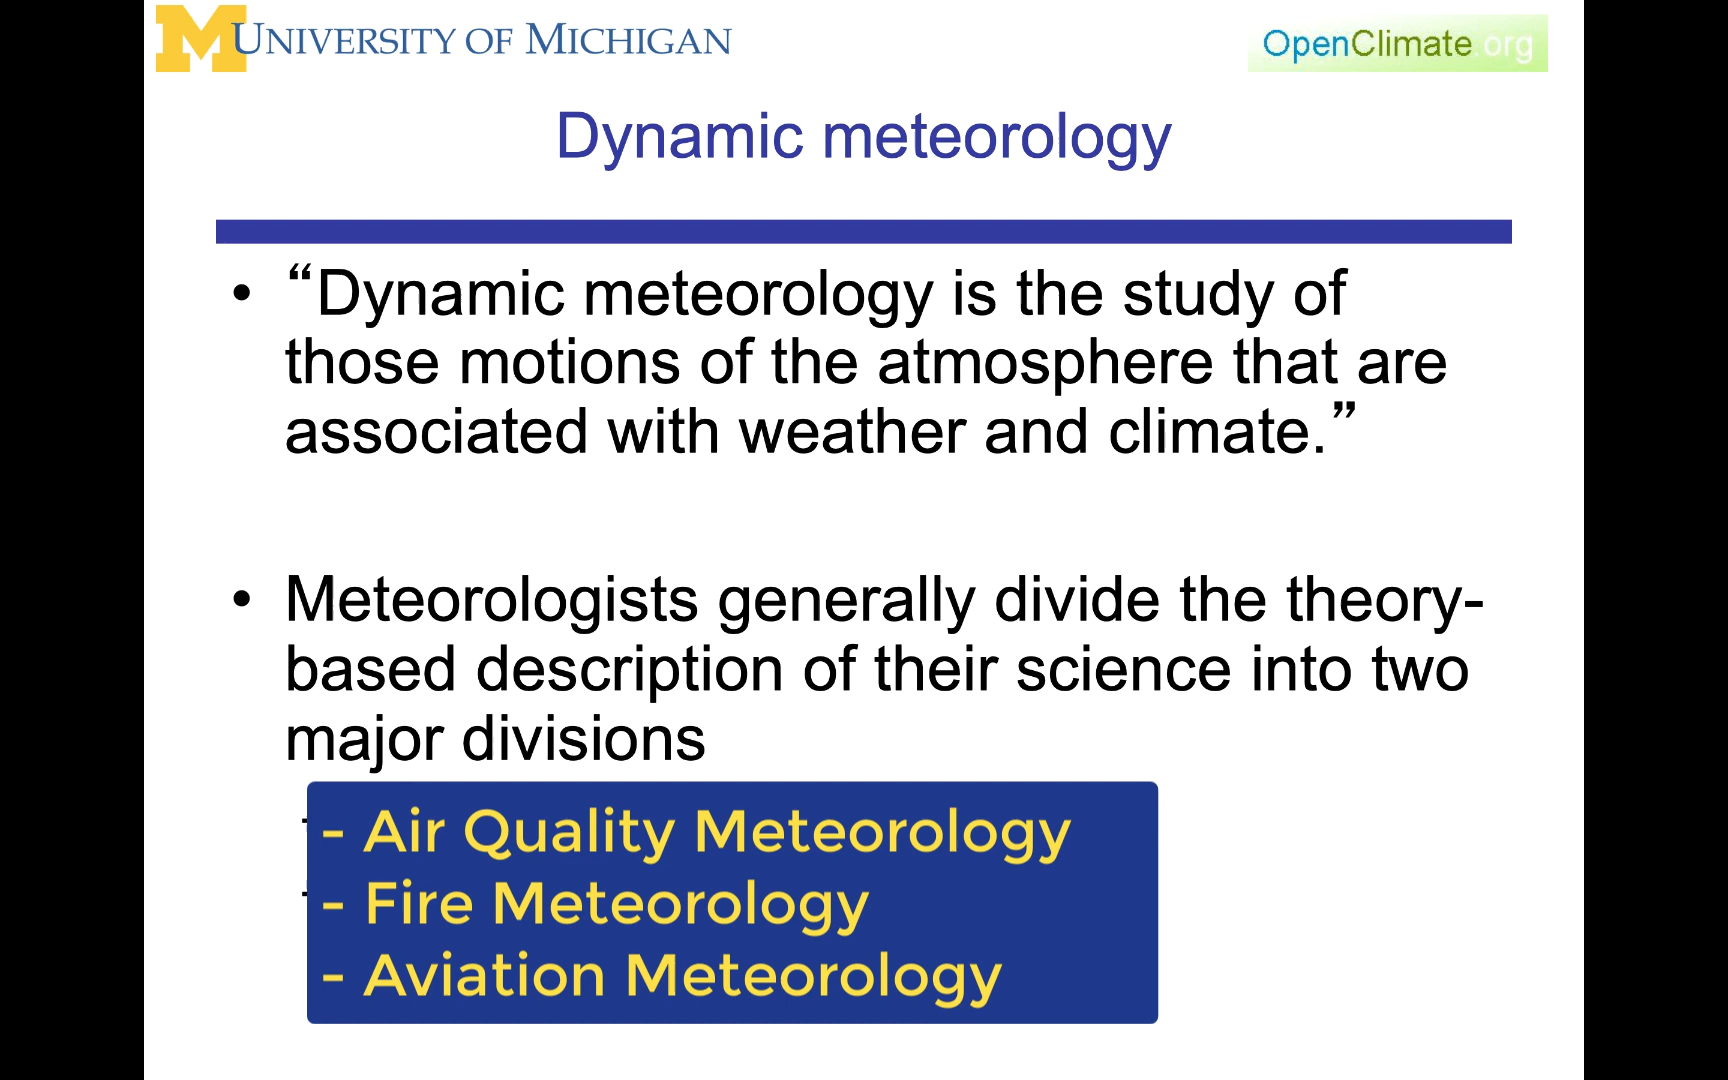 M UNIVERSITY OF MICHIGAN
OpenClimate.org
Dynamic meteorology
• “Dynamic meteorology is the study of
those motions of the atmosphere that are
associated with weather and climate.”
• Meteorologists generally divide the theory-
based description of their science into two
major divisions
- Air Quality Meteorology
- Fire Meteorology
- Aviation Meteorology